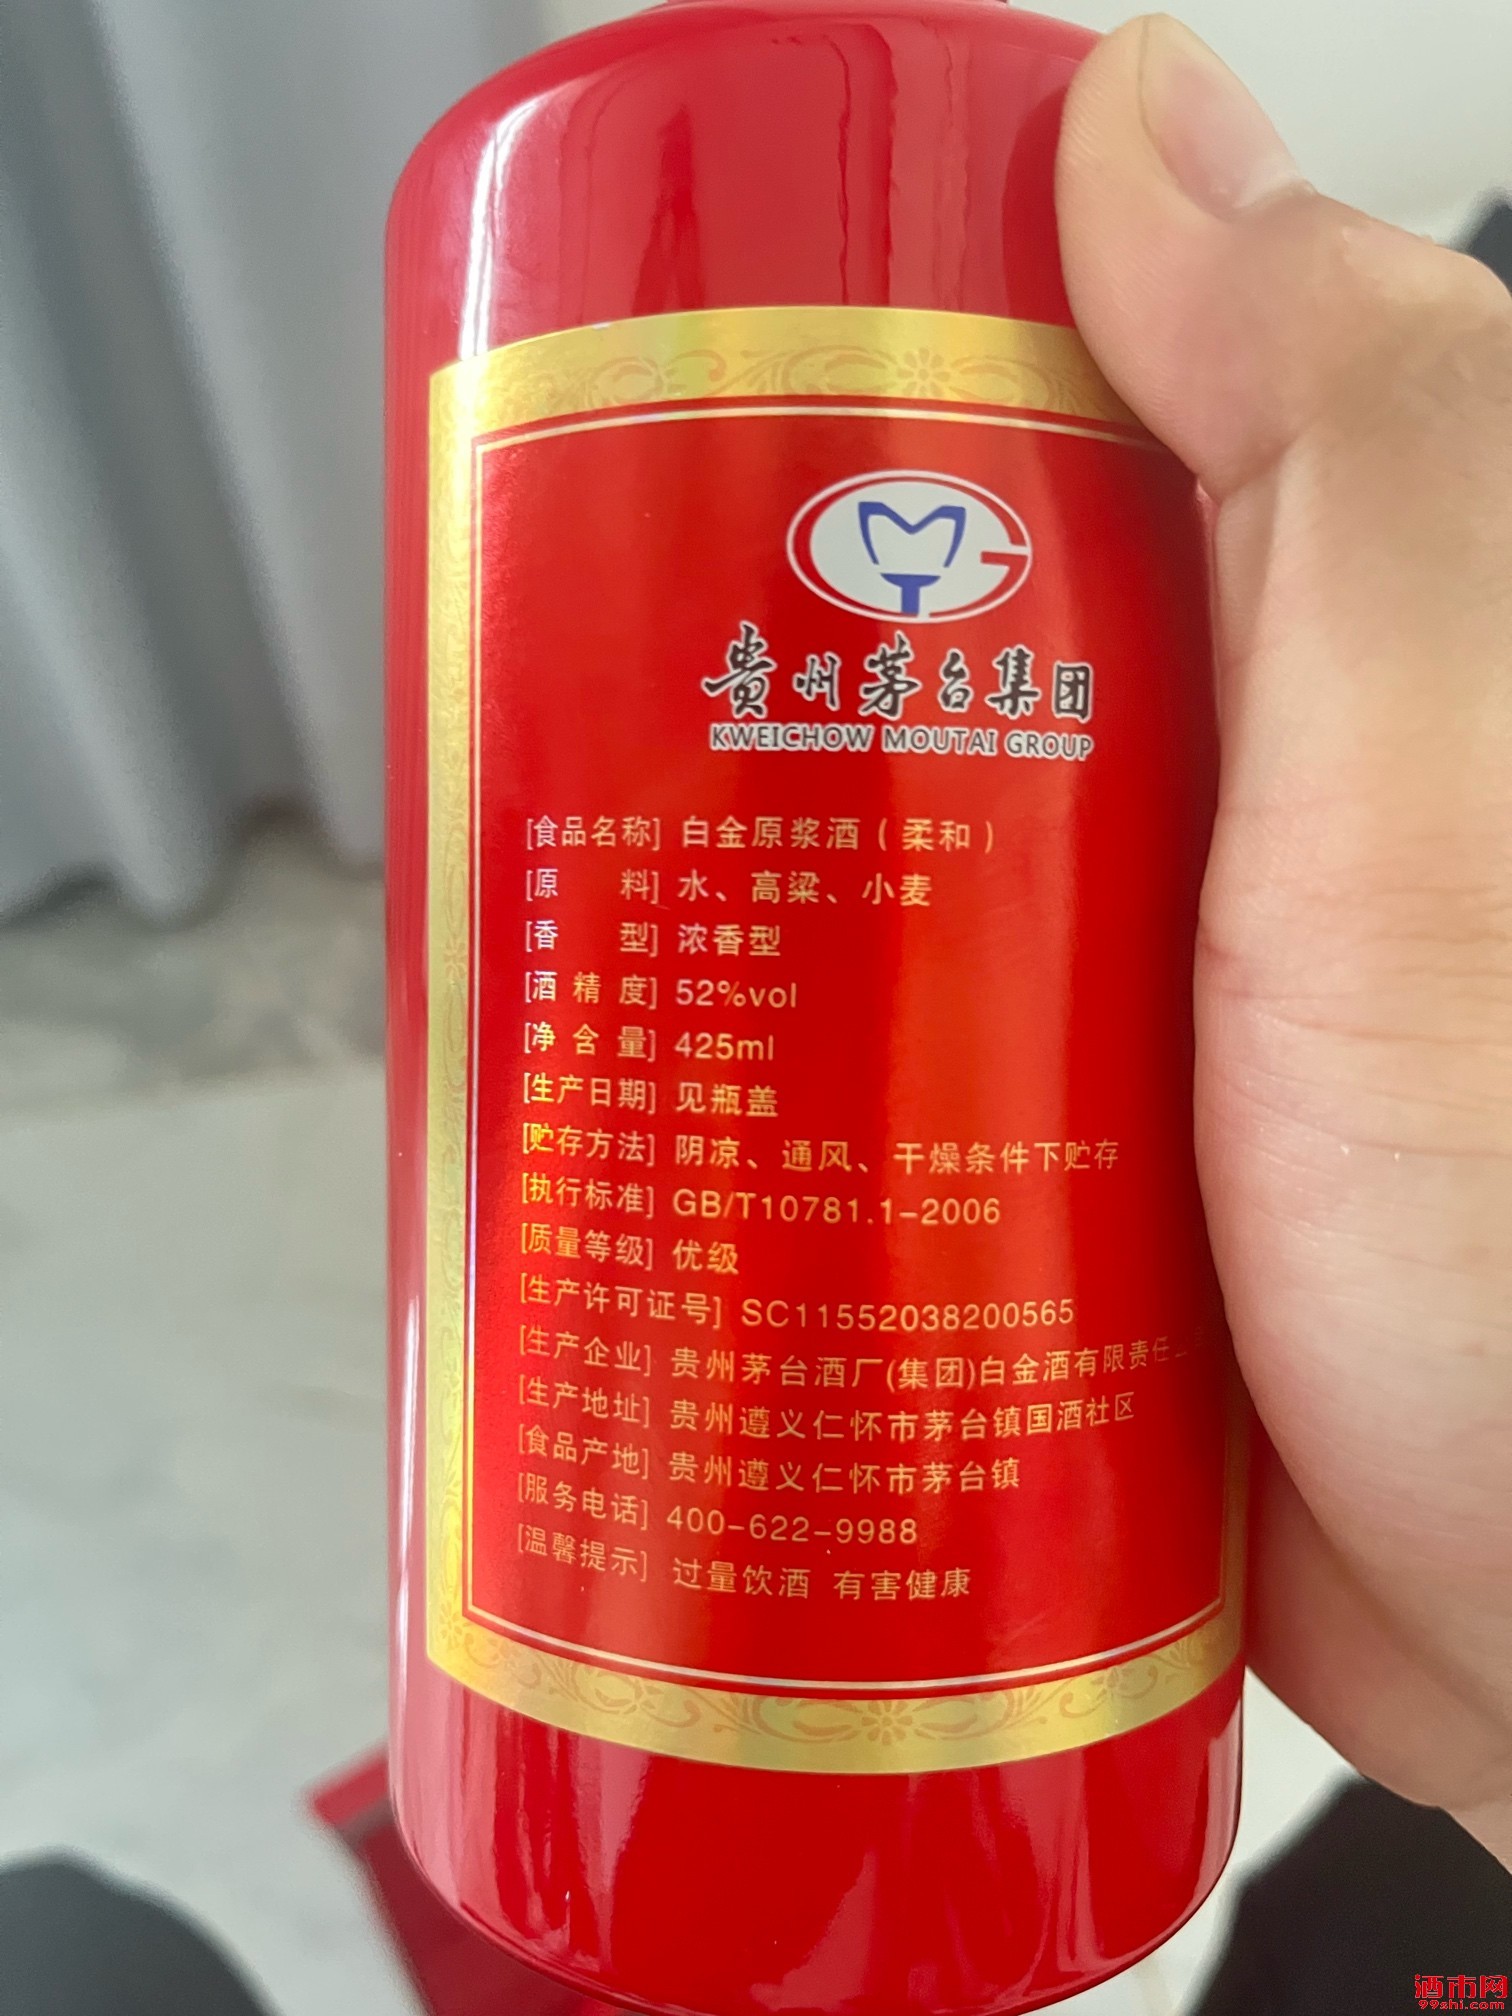 贵州茅台集团
KWEICHOW MOUTAI GROUP
[食品名称] 白金原浆酒（柔和）
[原 料] 水、高粱、小麦
[香 型] 浓香型
[酒 精 度] 52%vol
[净 含 量] 425ml
[生产日期] 见瓶盖
[贮存方法] 阴凉、通风、干燥条件下贮存
[执行标准] GB/T10781.1-2006
[质量等级] 优级
[生产许可证号] SC11552038200565
[生产企业] 贵州茅台酒厂(集团)白金酒有限责任
[生产地址] 贵州遵义仁怀市茅台镇国酒社区
[食品产地] 贵州遵义仁怀市茅台镇
[服务电话] 400-622-9988
[温馨提示] 过量饮酒 有害健康
酒市网
99shi.com